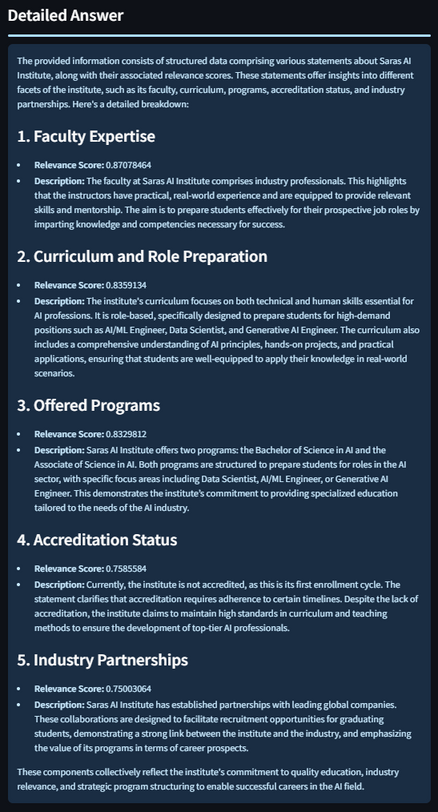 Detailed Answer
The provided information consists of structured data comprising various statements about Saras AI
Institute, along with their associated relevance scores. These statements offer insights into different
facets of the institute, such as its faculty, curriculum, programs, accreditation status, and industry
partnerships. Here's a detailed breakdown:
1. Faculty Expertise
• Relevance Score: 0.87078464
• Description: The faculty at Saras AI Institute comprises industry professionals. This highlights
that the instructors have practical, real-world experience and are equipped to provide relevant
skills and mentorship. The aim is to prepare students effectively for their prospective job roles by
imparting knowledge and competencies necessary for success.
2. Curriculum and Role Preparation
• Relevance Score: 0.8359134
• Description: The institute's curriculum focuses on both technical and human skills essential for
AI professions. It is role-based, specifically designed to prepare students for high-demand
positions such as AI/ML Engineer, Data Scientist, and Generative AI Engineer. The curriculum also
includes a comprehensive understanding of AI principles, hands-on projects, and practical
applications, ensuring that students are well-equipped to apply their knowledge in real-world
scenarios.
3. Offered Programs
• Relevance Score: 0.8329812
• Description: Saras AI Institute offers two programs: the Bachelor of Science in AI and the
Associate of Science in AI. Both programs are structured to prepare students for roles in the AI
sector, with specific focus areas including Data Scientist, AI/ML Engineer, or Generative AI
Engineer. This demonstrates the institute's commitment to providing specialized education
tailored to the needs of the AI industry.
4. Accreditation Status
• Relevance Score: 0.7585584
• Description: Currently, the institute is not accredited, as this is its first enrollment cycle. The
statement clarifies that accreditation requires adherence to certain timelines. Despite the lack of
accreditation, the institute claims to maintain high standards in curriculum and teaching
methods to ensure the development of top-tier AI professionals.
5. Industry Partnerships
• Relevance Score: 0.75003064
• Description: Saras AI Institute has established partnerships with leading global companies.
These collaborations are designed to facilitate recruitment opportunities for graduating
students, demonstrating a strong link between the institute and the industry, and emphasizing
the value of its programs in terms of career prospects.
These components collectively reflect the institute's commitment to quality education, industry
relevance, and strategic program structuring to enable successful careers in the AI field.